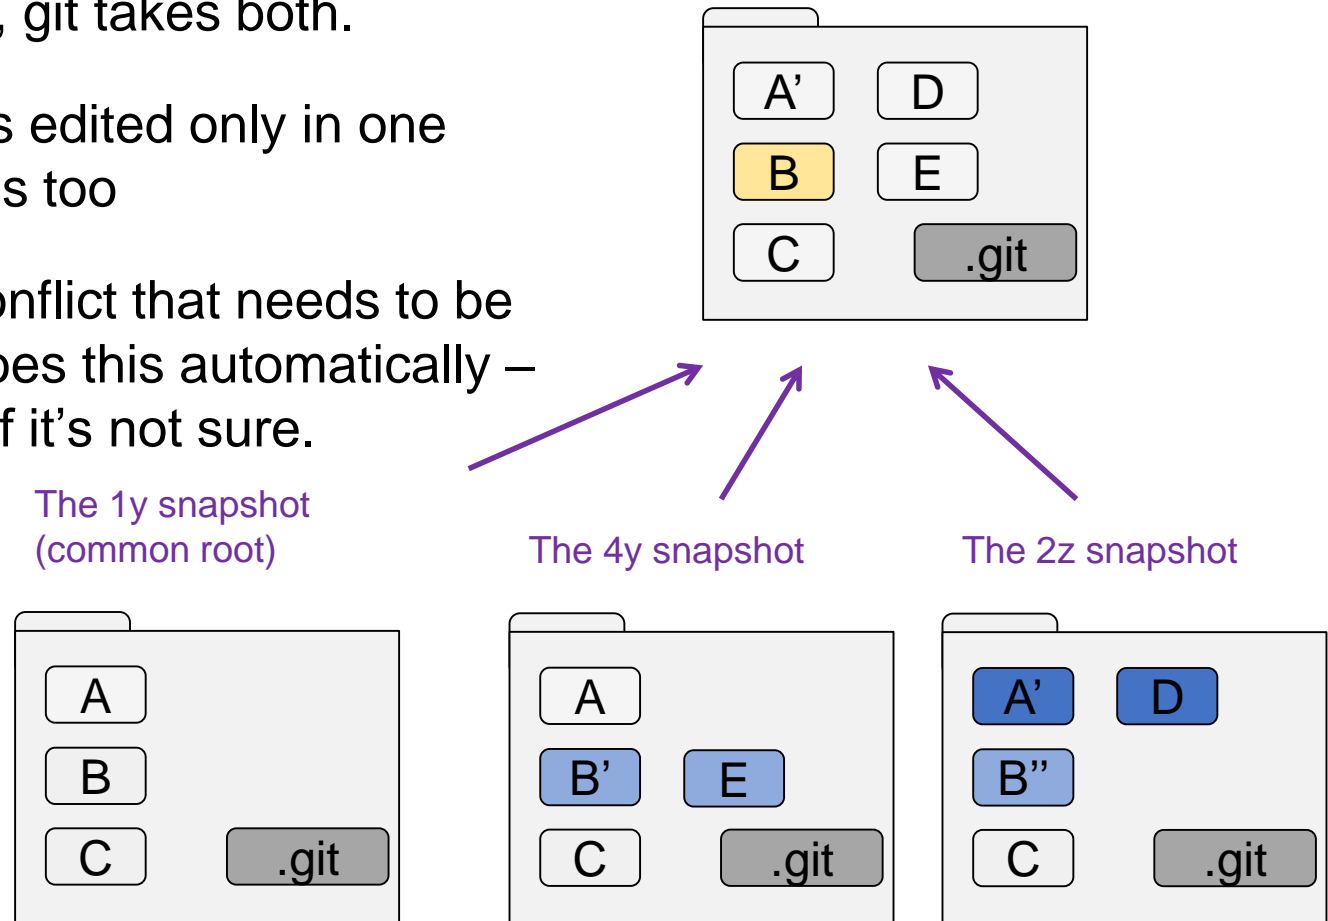 , git takes both.
s edited only in one
s too
onflict that needs to be
oes this automatically –
f it's not sure.
A’ D
B E
C .git
The 1y snapshot
(common root)
The 4y snapshot
The 2z snapshot
A
B
C .git
A
B’ E
C .git
A’ D
B’’
C .git